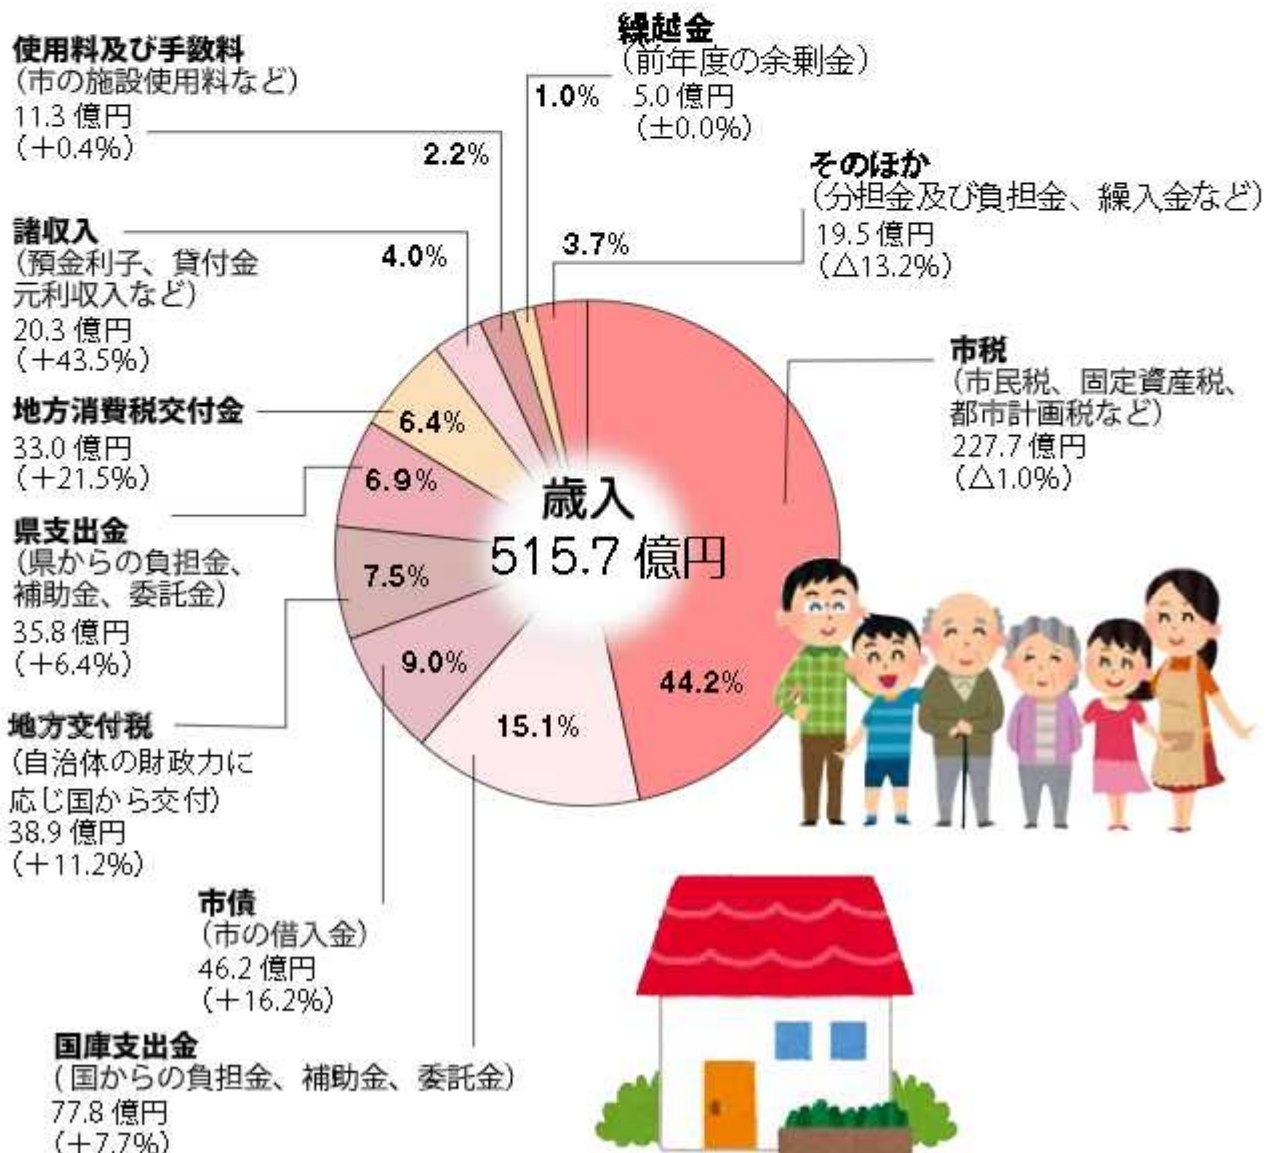 使用料及び手数料
(市の施設使用料など)
11.3 億円
(+0.4%)
2.2%
繰越金
(前年度の余剰金)
5.0 億円
(±0.0%)
1.0%
そのほか
(分担金及び負担金、繰入金など)
19.5 億円
(△13.2%)
3.7%
諸収入
(預金利子、貸付金
元利収入など)
20.3 億円
(+43.5%)
4.0%
市税
(市民税、固定資産税、
都市計画税など)
227.7 億円
(△1.0%)
44.2%
地方消費税交付金
33.0 億円
(+21.5%)
6.4%
県支出金
(県からの負担金、
補助金、委託金)
35.8 億円
(+6.4%)
6.9%
歳入
515.7 億円
地方交付税
(自治体の財政力に
応じ国から交付)
38.9 億円
(+11.2%)
7.5%
市債
(市の借入金)
46.2 億円
(+16.2%)
9.0%
国庫支出金
(国からの負担金、補助金、委託金)
77.8 億円
(+7.7%)
15.1%